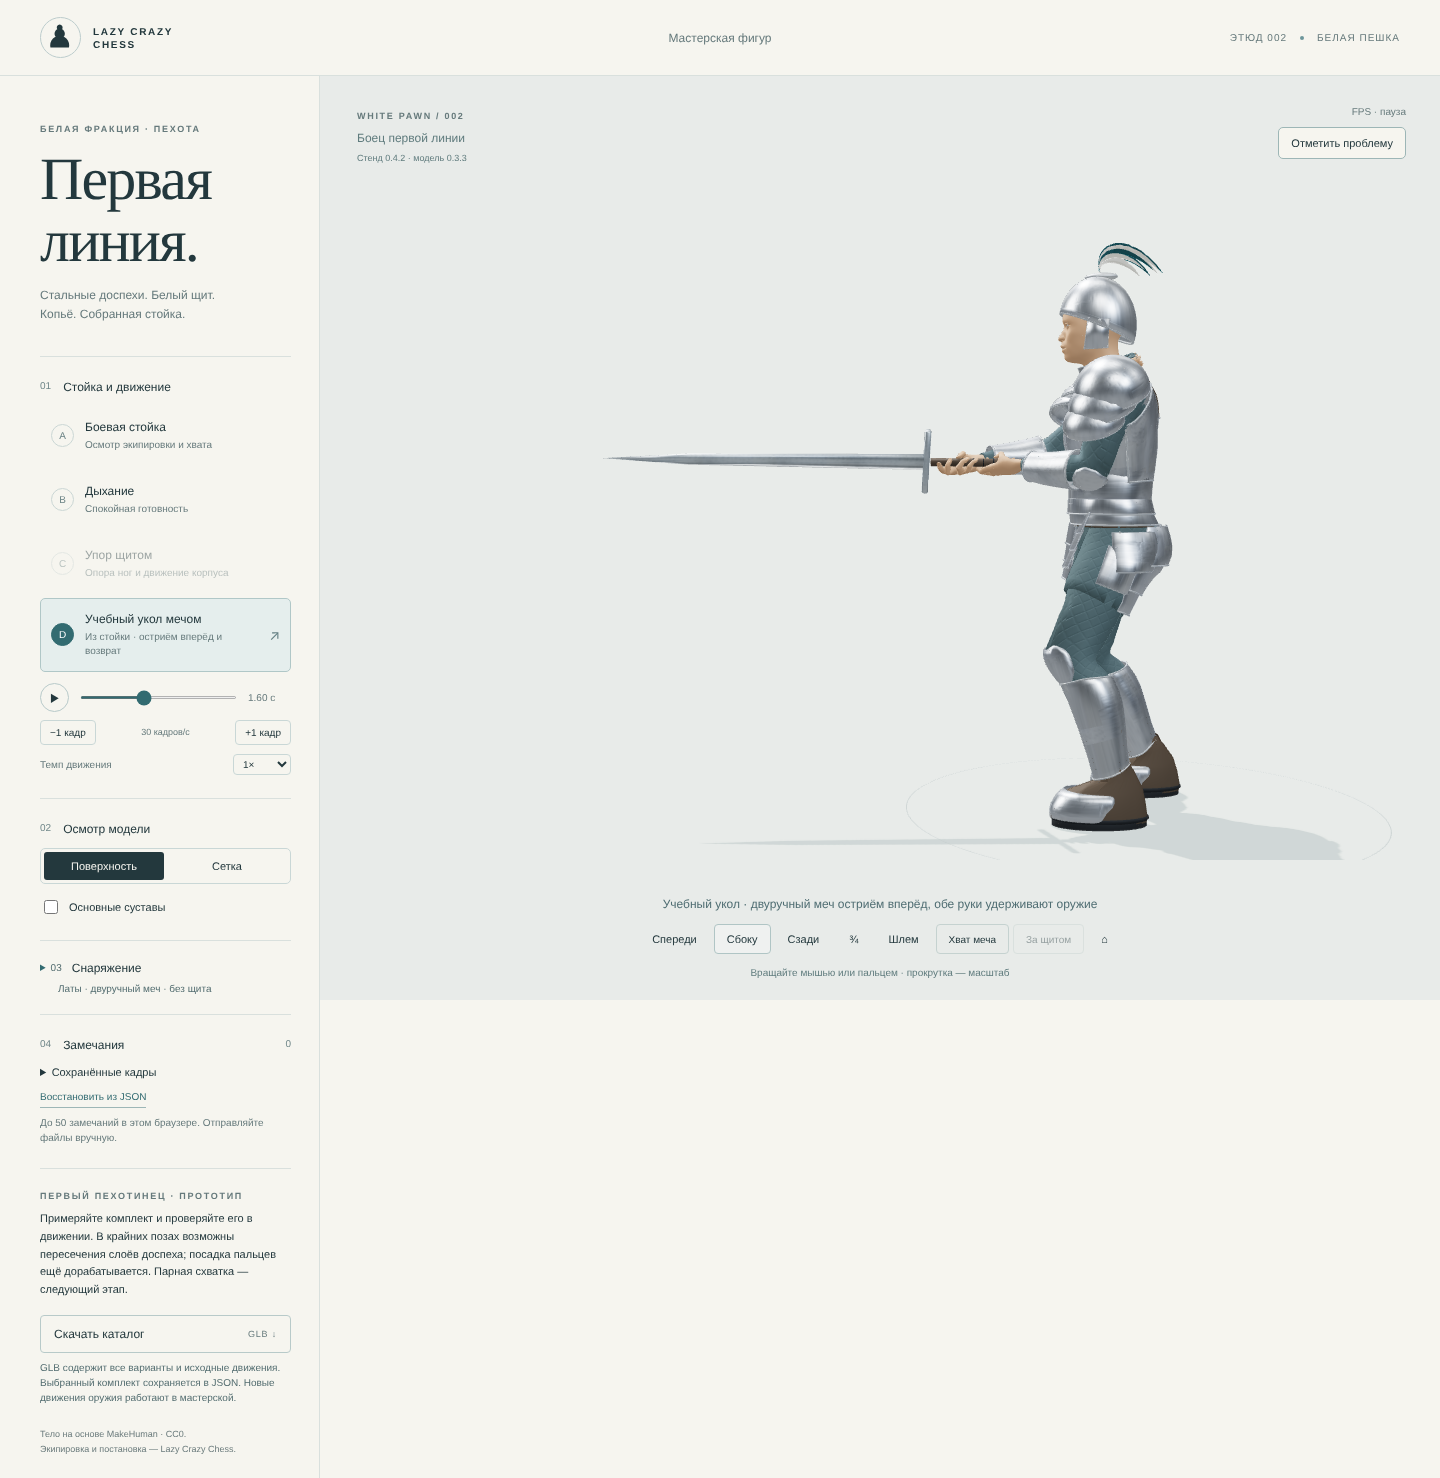 LAZY CRAZY
CHESS
Мастерская фигур
ЭТЮД 002 • БЕЛАЯ ПЕШКА
БЕЛАЯ ФРАКЦИЯ · ПЕХОТА
Первая
линия.
Стальные доспехи. Белый щит.
Копьё. Собранная стойка.
01 Стойка и движение
A
Боевая стойка
Осмотр экипировки и хвата
B
Дыхание
Спокойная готовность
C
Упор щитом
Опора ног и движение корпуса
D
Учебный укол мечом
Из стойки · остриём вперёд и
возврат
1.60 с
−1 кадр
30 кадров/с
+1 кадр
Темп движения
1×
02 Осмотр модели
Поверхность
Сетка
Основные суставы
03 Снаряжение
Латы · двуручный меч · без щита
04 Замечания 0
Сохранённые кадры
Восстановить из JSON
До 50 замечаний в этом браузере. Отправляйте
файлы вручную.
ПЕРВЫЙ ПЕХОТИНЕЦ · ПРОТОТИП
Примеряйте комплект и проверяйте его в
движении. В крайних позах возможны
пересечения слоёв доспеха; посадка пальцев
ещё дорабатывается. Парная схватка —
следующий этап.
Скачать каталог GLB ↓
GLB содержит все варианты и исходные движения.
Выбранный комплект сохраняется в JSON. Новые
движения оружия работают в мастерской.
Тело на основе MakeHuman · CC0.
Экипировка и постановка — Lazy Crazy Chess.
WHITE PAWN / 002
Боец первой линии
Стенд 0.4.2 · модель 0.3.3
FPS · пауза
Отметить проблему
Учебный укол · двуручный меч остриём вперёд, обе руки удерживают оружие
Спереди
Сбоку
Сзади
¾
Шлем
Хват меча
За щитом
⌂
Вращайте мышью или пальцем · прокрутка — масштаб